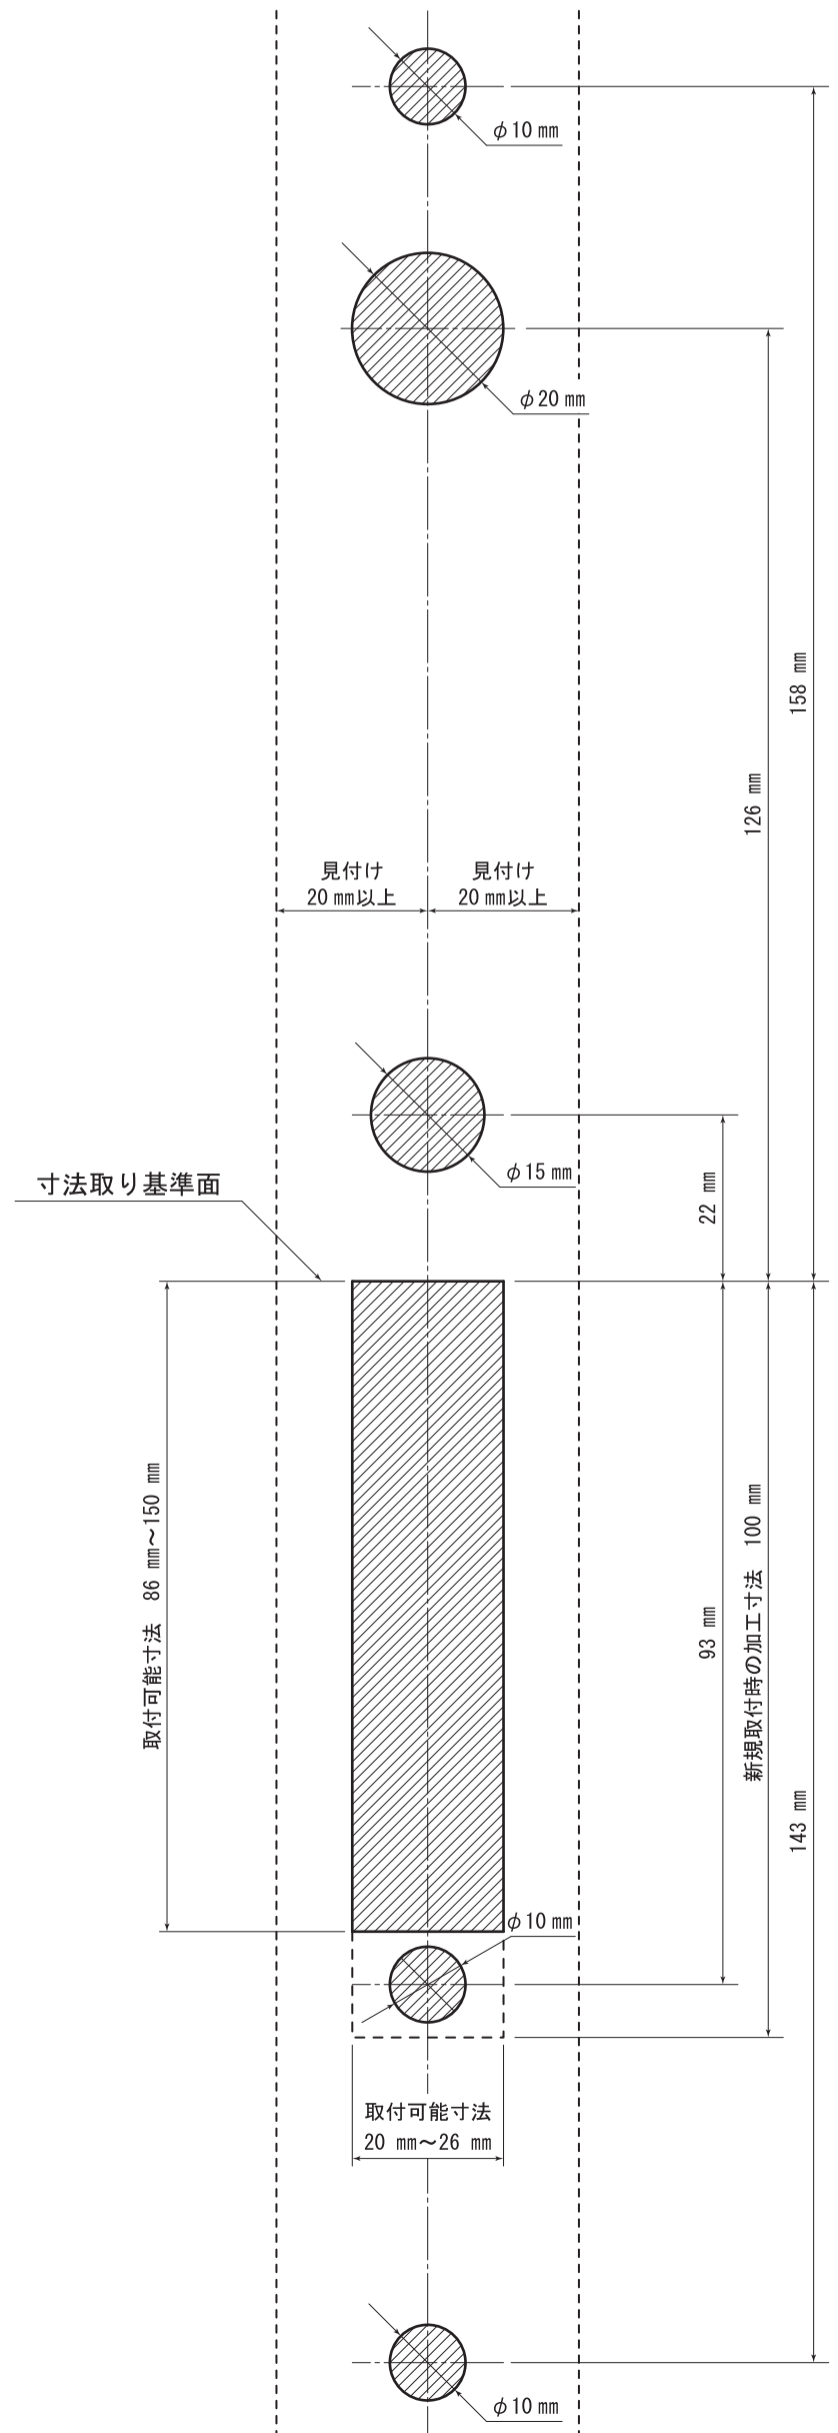 φ10 mm
φ20 mm
158 mm
126 mm
見付け
20 mm以上
見付け
20 mm以上
φ15 mm
寸法取り基準面
22 mm
取付可能寸法 86 mm～150 mm
93 mm
新規取付時の加工寸法 100 mm
143 mm
φ10 mm
取付可能寸法
20 mm～26 mm
φ10 mm